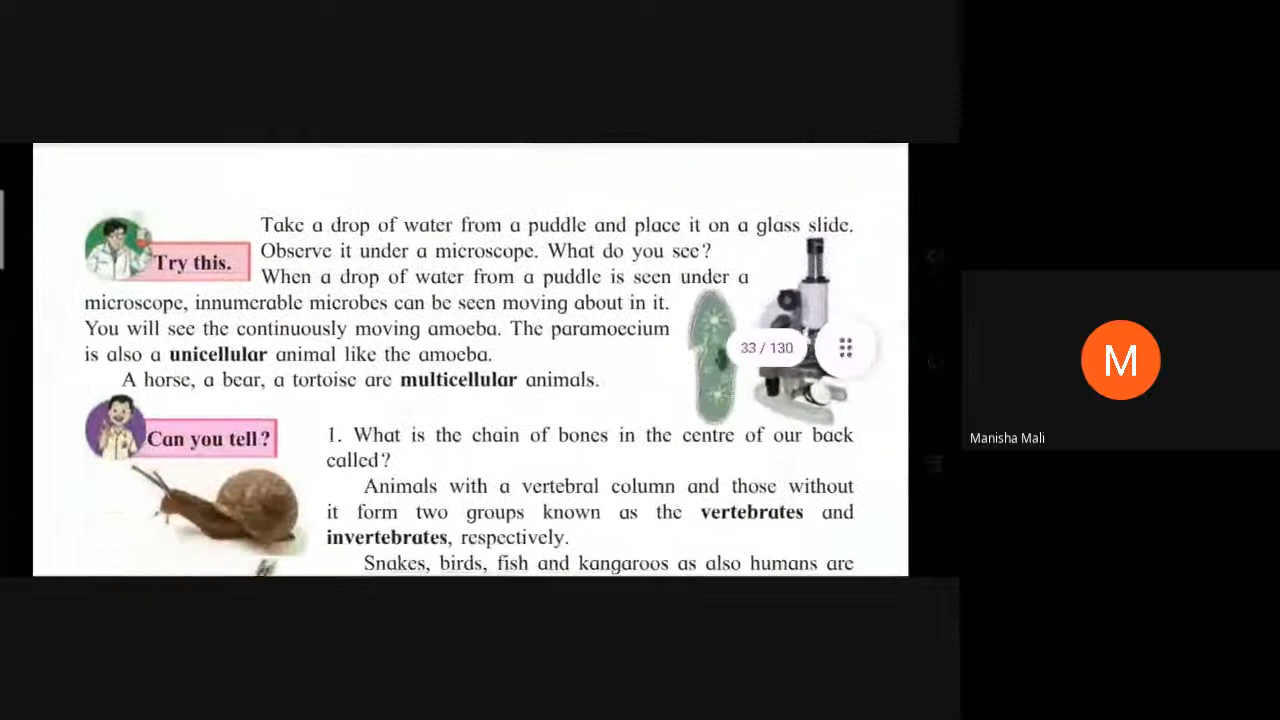 Take a drop of water from a puddle and place it on a glass slide.
Try this.
Observe it under a microscope. What do you see?
When a drop of water from a puddle is seen under a
microscope, innumerable microbes can be seen moving about in it.
You will see the continuously moving amoeba. The paramoecium
is also a unicellular animal like the amoeba.
33 / 130
A horse, a bear, a tortoise are multicellular animals.
Can you tell?
1. What is the chain of bones in the centre of our back
called?
Animals with a vertebral column and those without
it form two groups known as the vertebrates and
invertebrates, respectively.
Snakes, birds, fish and kangaroos as also humans are
M
Manisha Mali